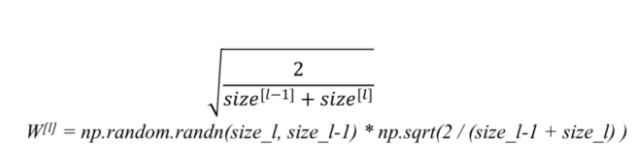 √(2 / (size^[l−1] + size^[l]))
W^[l] = np.random.randn(size_l, size_l-1) * np.sqrt(2 / (size_l-1 + size_l) )